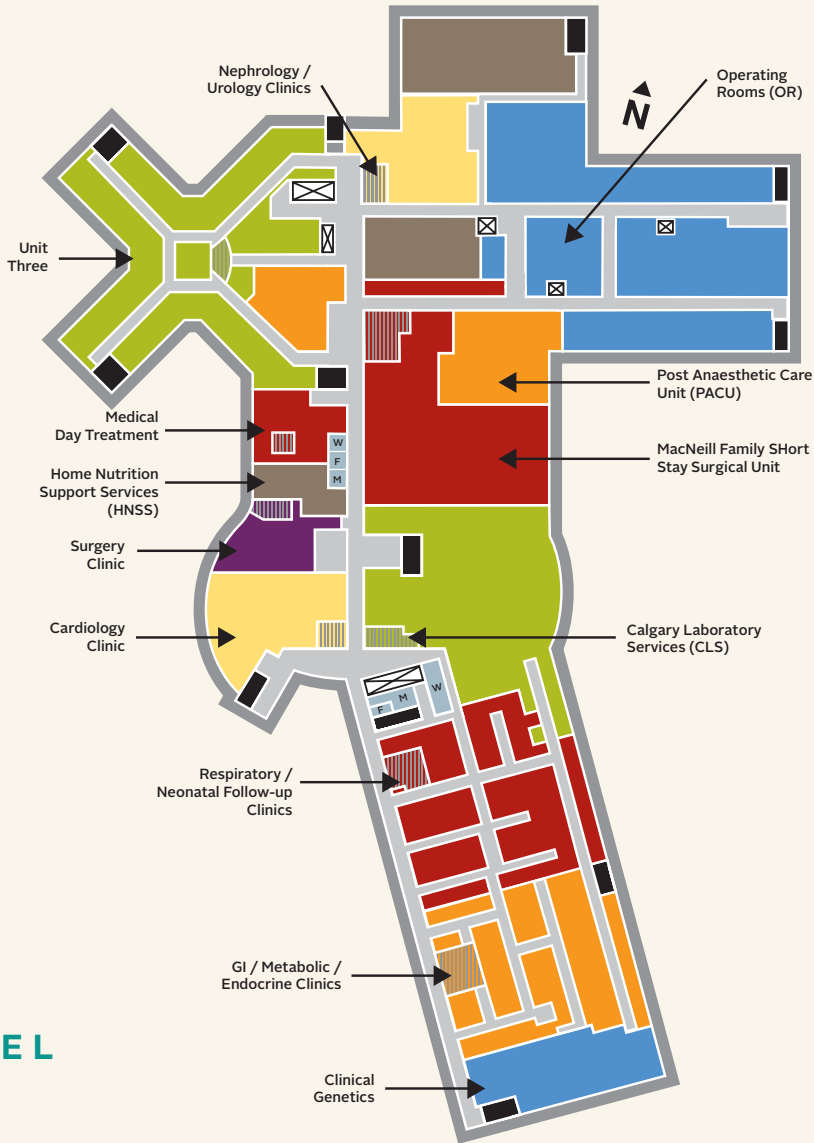 Nephrology /
Urology Clinics
N
Operating
Rooms (OR)
Unit
Three
Post Anaesthetic Care
Unit (PACU)
Medical
Day Treatment
W
F
M
MacNeill Family SHort
Stay Surgical Unit
Home Nutrition
Support Services
(HNSS)
Surgery
Clinic
Cardiology
Clinic
Calgary Laboratory
Services (CLS)
W
M
F
Respiratory /
Neonatal Follow-up
Clinics
GI / Metabolic /
Endocrine Clinics
EL
Clinical
Genetics